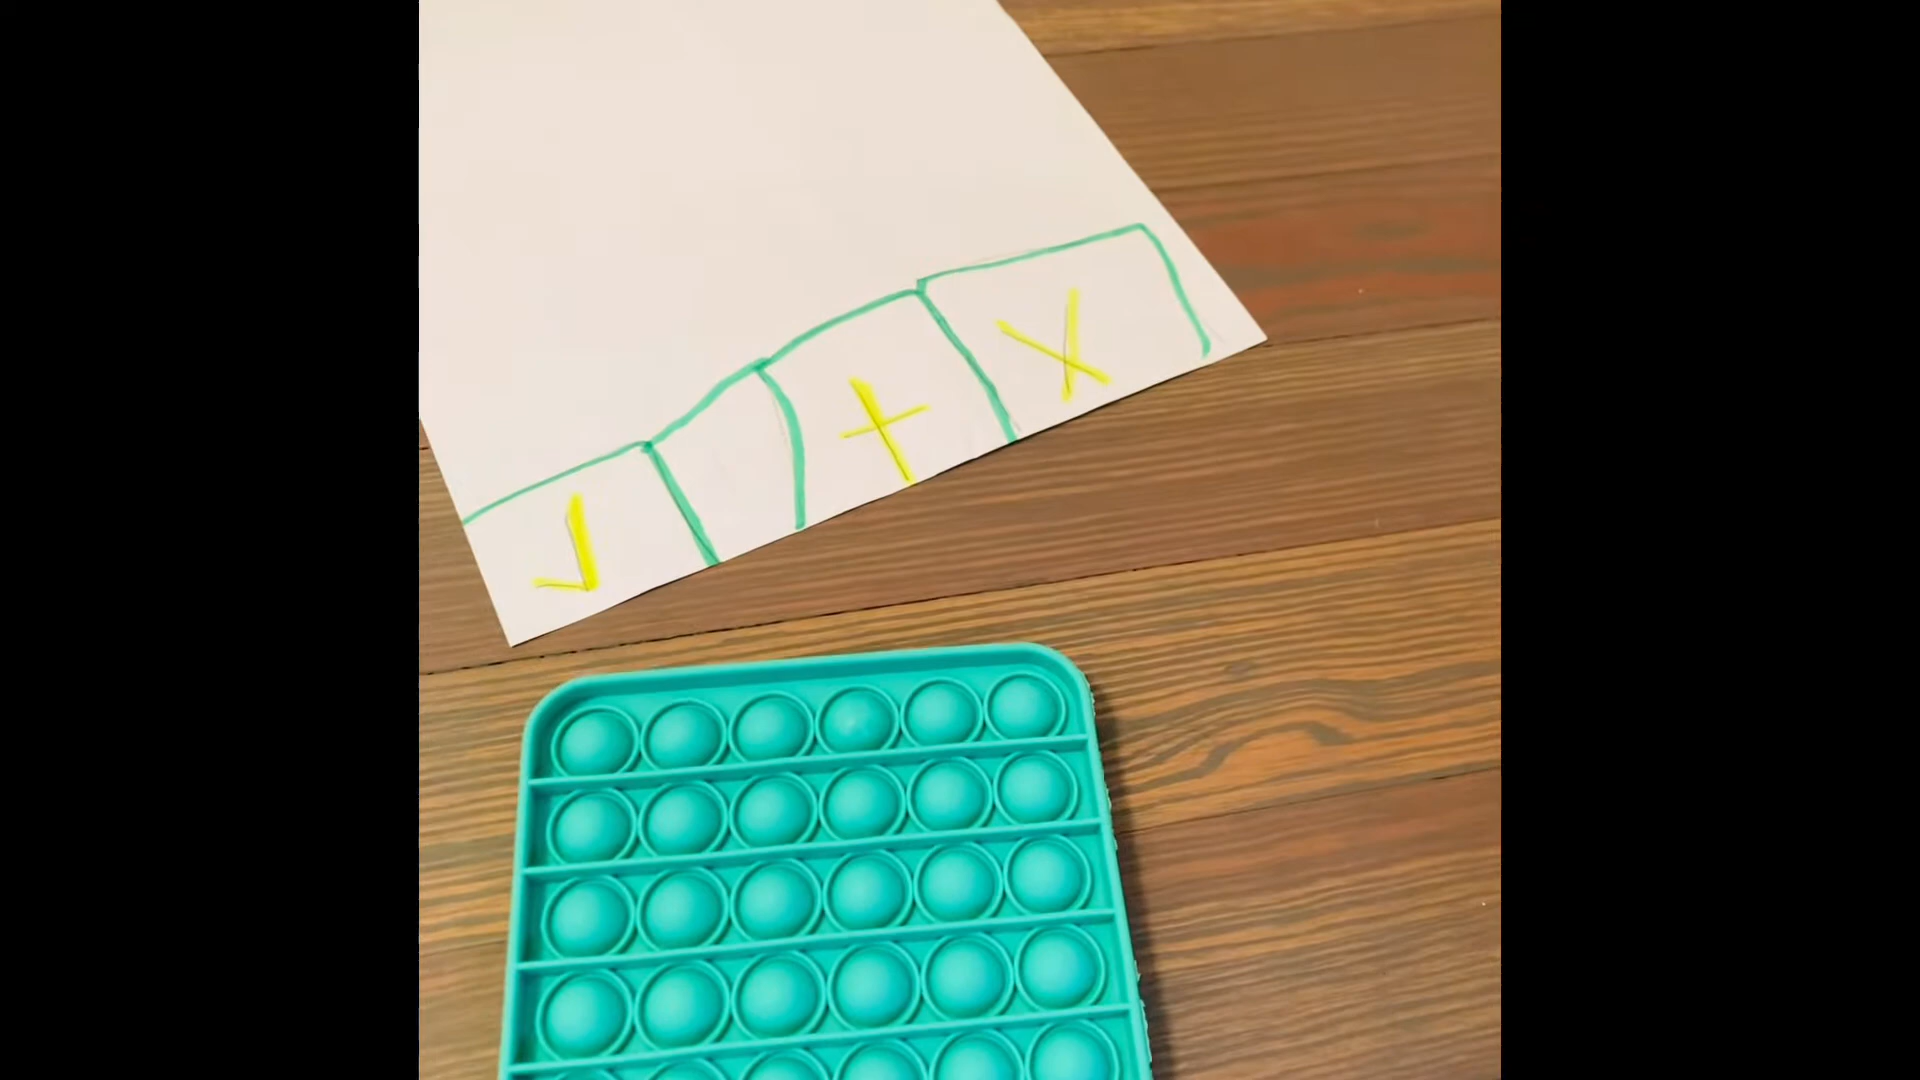 ✓ + X